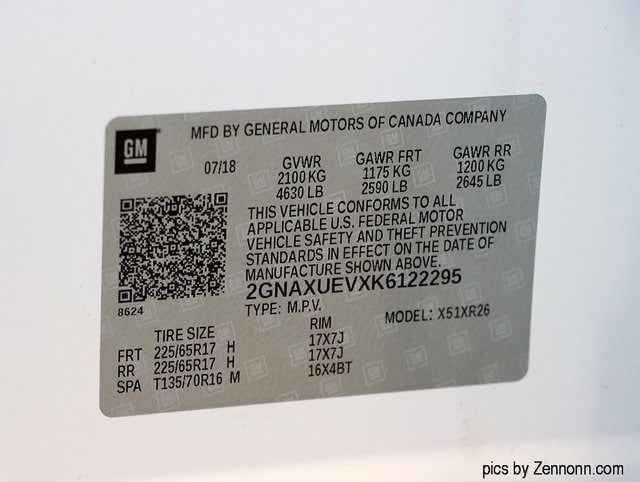 GM
MFD BY GENERAL MOTORS OF CANADA COMPANY
07/18
GVWR
2100 KG
4630 LB
GAWR FRT
1175 KG
2590 LB
GAWR RR
1200 KG
2645 LB
THIS VEHICLE CONFORMS TO ALL
APPLICABLE U.S. FEDERAL MOTOR
VEHICLE SAFETY AND THEFT PREVENTION
STANDARDS IN EFFECT ON THE DATE OF
MANUFACTURE SHOWN ABOVE.
2GNAXUEVXK6122295
8624
TYPE: M.P.V. MODEL: X51XR26
TIRE SIZE RIM
FRT 225/65R17 H 17X7J
RR 225/65R17 H 17X7J
SPA T135/70R16 M 16X4BT
pics by Zennonn.com